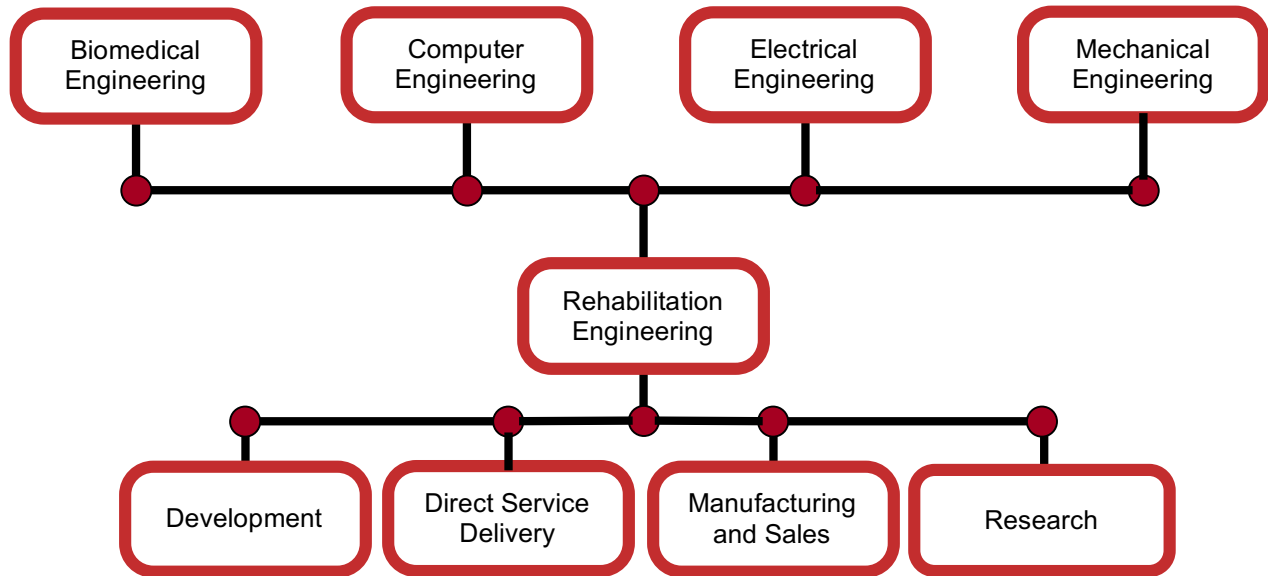 Biomedical
Engineering
Computer
Engineering
Electrical
Engineering
Mechanical
Engineering
Rehabilitation
Engineering
Development
Direct Service
Delivery
Manufacturing
and Sales
Research